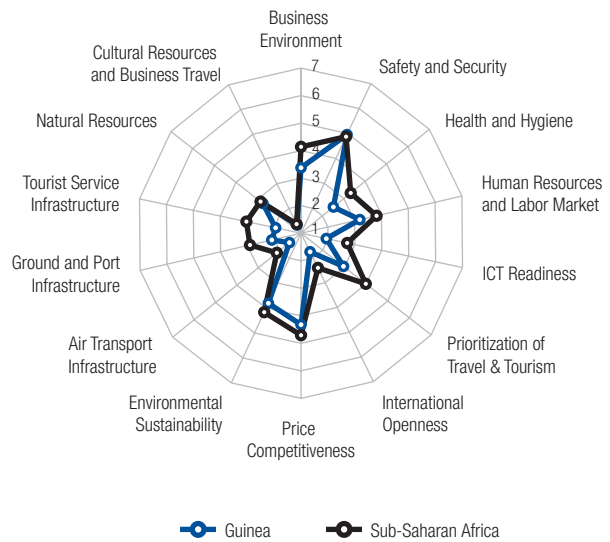 Business
Environment
Cultural Resources
and Business Travel
7
Safety and Security
6
Natural Resources
5
Health and Hygiene
4
3
Tourist Service
Infrastructure
2
Human Resources
and Labor Market
1
Ground and Port
Infrastructure
ICT Readiness
Air Transport
Infrastructure
Prioritization of
Travel & Tourism
Environmental
Sustainability
International
Openness
Price
Competitiveness
Guinea
Sub-Saharan Africa